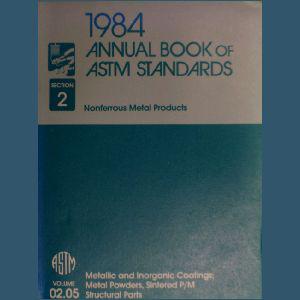 1984
ANNUAL BOOK OF
ASTM STANDARDS
SECTION
2
Nonferrous Metal Products
ASTM
VOLUME
02.05
Metallic and Inorganic Coatings;
Metal Powders, Sintered P/M
Structural Parts